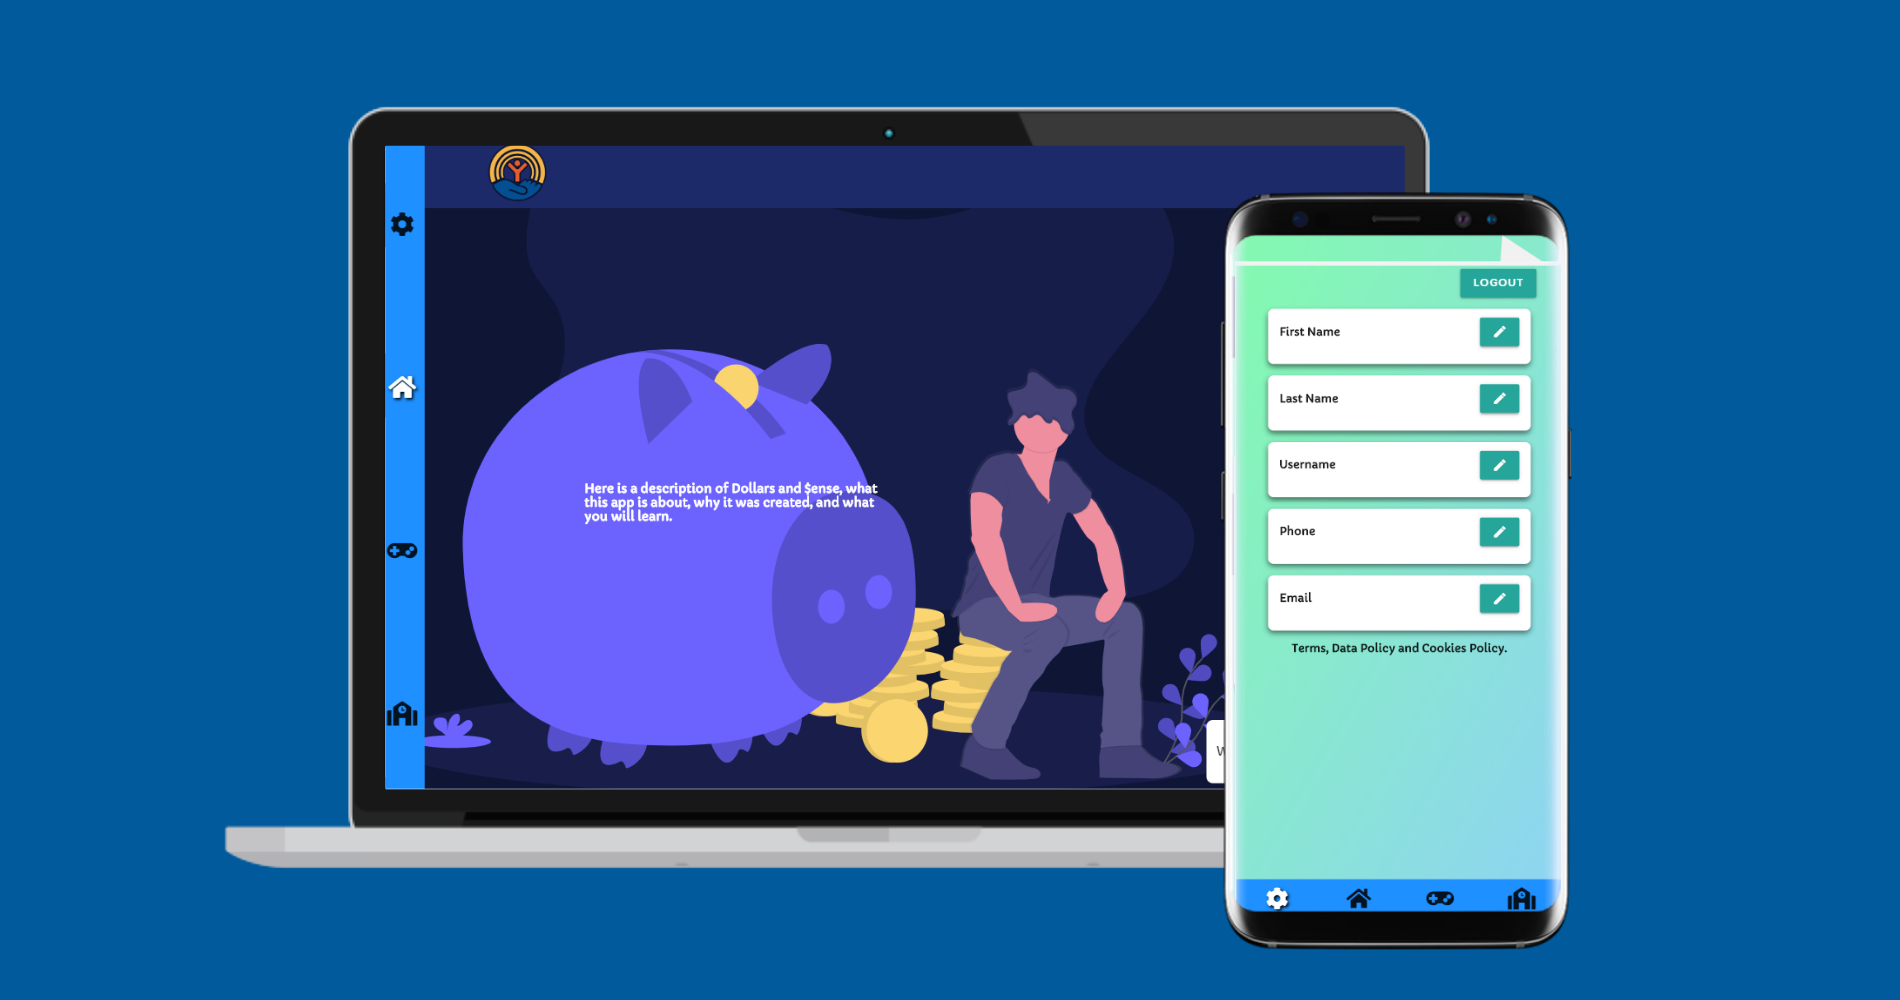 Here is a description of Dollars and $ense, what
this app is about, why it was created, and what
you will learn.
W
LOGOUT
First Name
Last Name
Username
Phone
Email
Terms, Data Policy and Cookies Policy.